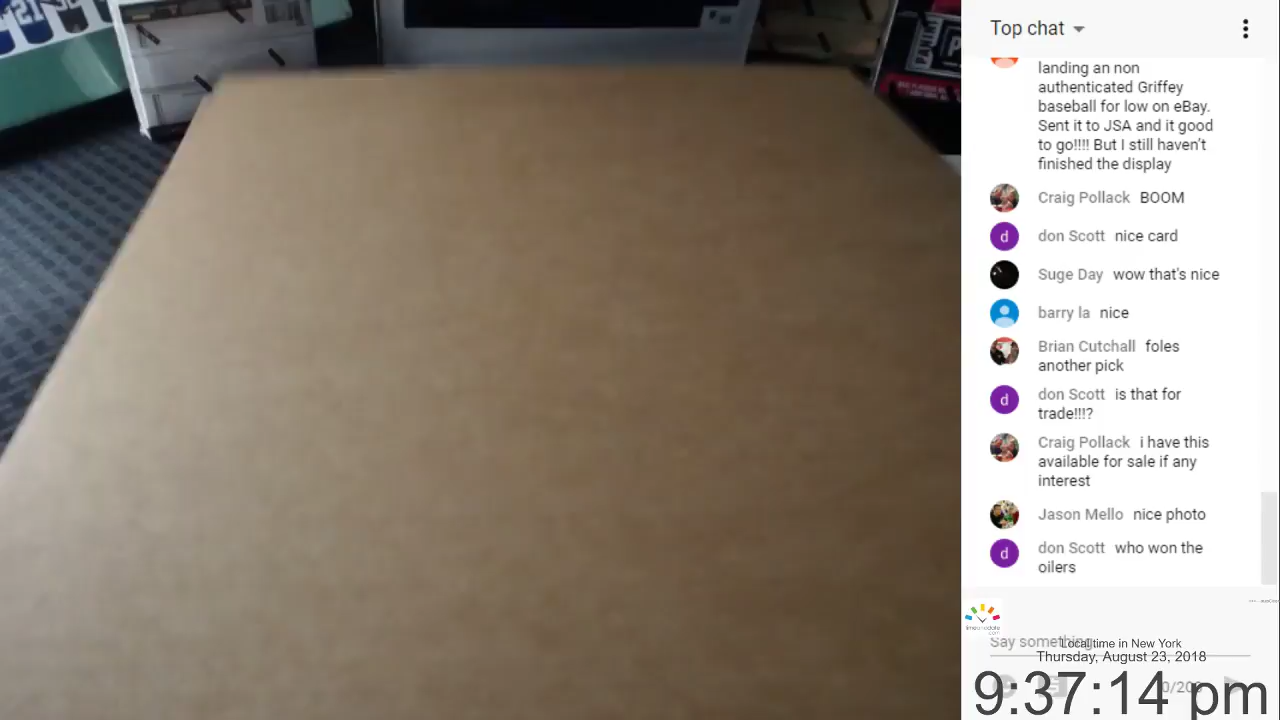 Top chat
landing an non
authenticated Griffey
baseball for low on eBay.
Sent it to JSA and it good
to go!!!! But I still haven't
finished the display
Craig Pollack BOOM
d don Scott nice card
Suge Day wow that's nice
barry la nice
Brian Cutchall foles
another pick
d don Scott is that for
trade!!!?
Craig Pollack i have this
available for sale if any
interest
Jason Mello nice photo
d don Scott who won the
oilers
Say something...
Local time in New York
Thursday, August 23, 2018
9:37:14 pm